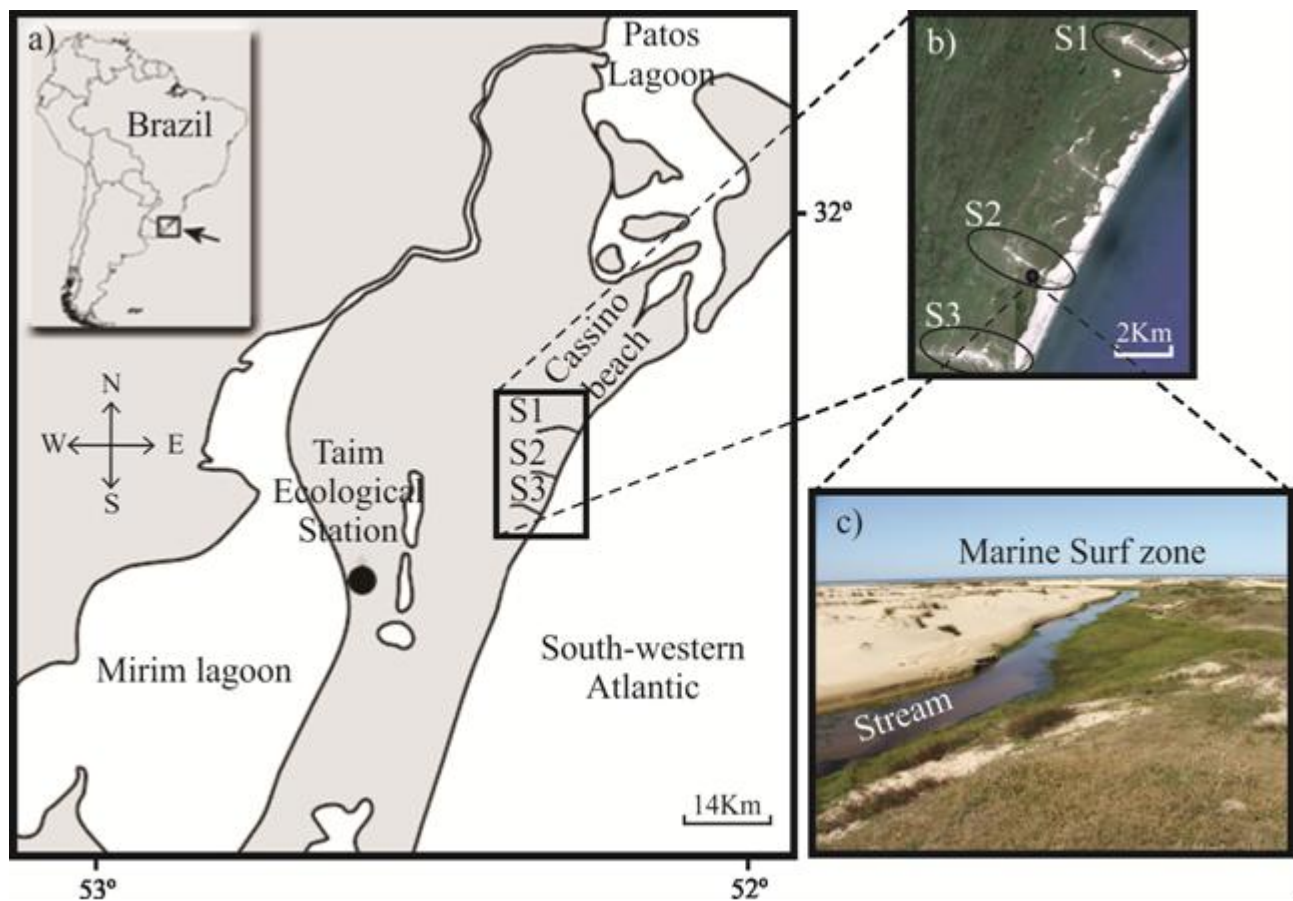 a)
Brazil
Patos
Lagoon
32º
Cassino
beach
N
W E
S
S1
S2
S3
Taim
Ecological
Station
Mirim lagoon
South-western
Atlantic
14Km
53º
52º
b)
S1
S2
S3
2Km
c)
Marine Surf zone
Stream